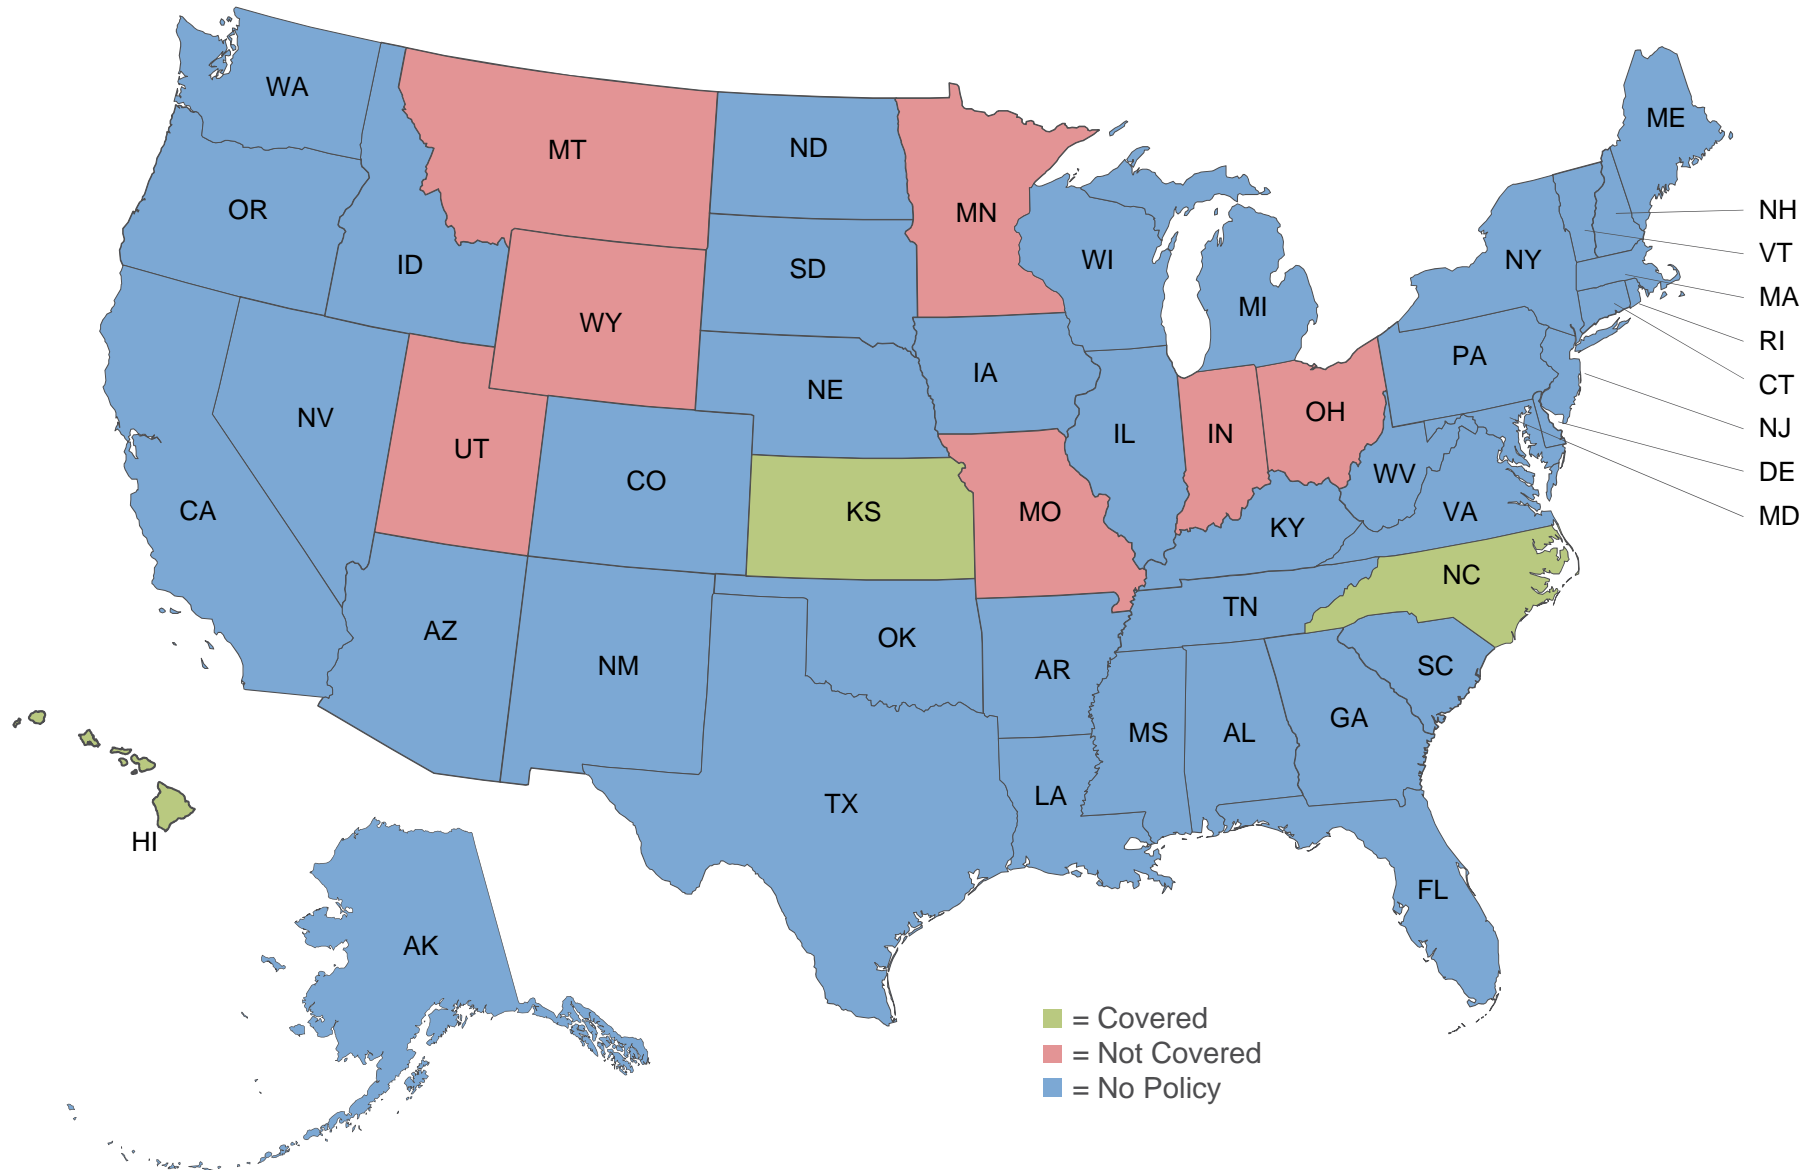 WA
MT
ND
MN
ME
OR
ID
SD
WI
MI
NY
NH
VT
MA
RI
CT
NJ
DE
MD
WY
NE
IA
PA
NV
UT
CO
KS
MO
IL
IN
OH
WV
VA
KY
CA
AZ
NM
OK
AR
TN
NC
SC
MS
AL
GA
LA
TX
FL
HI
AK
= Covered
= Not Covered
= No Policy